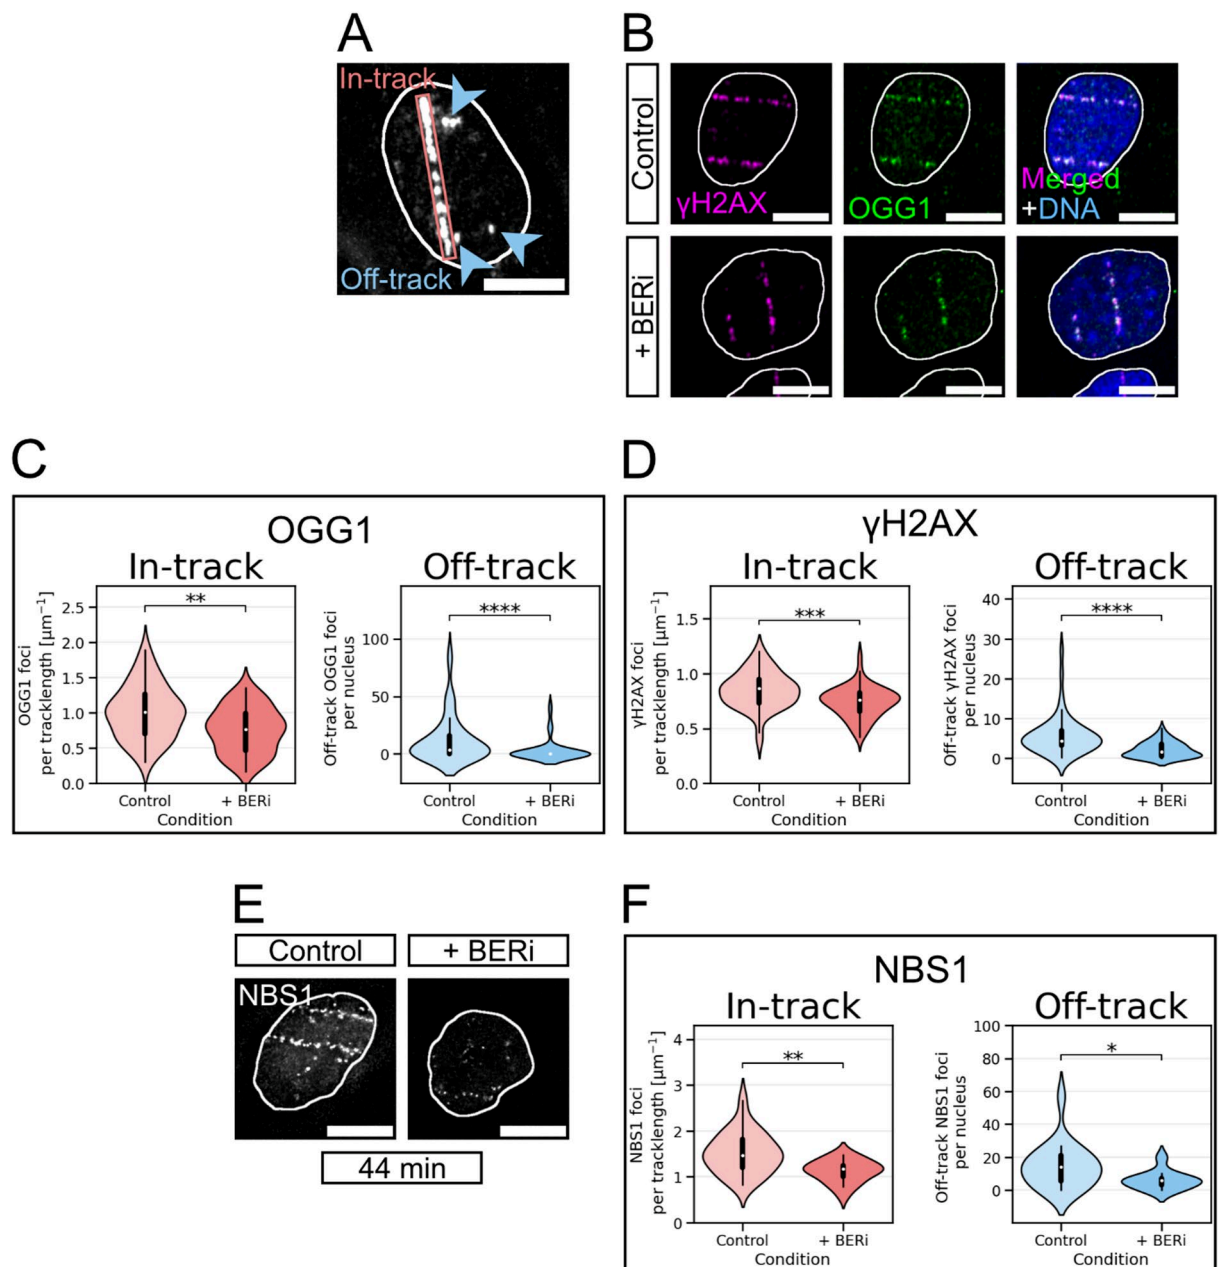 A
In-track
Off-track
B
Control
γH2AX
OGG1
Merged
+DNA
+ BERi
C
OGG1
In-track
OGG1 foci
per tracklength [µm⁻¹]
2.5
2.0
1.5
1.0
0.5
0.0
**
Control
+ BERi
Condition
Off-track
Off-track OGG1 foci
per nucleus
100
50
0
****
Control
+ BERi
Condition
D
γH2AX
In-track
γH2AX foci
per tracklength [µm⁻¹]
1.5
1.0
0.5
0.0
***
Control
+ BERi
Condition
Off-track
Off-track γH2AX foci
per nucleus
40
30
20
10
0
****
Control
+ BERi
Condition
E
Control
+ BERi
NBS1
44 min
F
NBS1
In-track
NBS1 foci
per tracklength [µm⁻¹]
4
3
2
1
0
**
Control
+ BERi
Condition
Off-track
Off-track NBS1 foci
per nucleus
100
80
60
40
20
0
*
Control
+ BERi
Condition